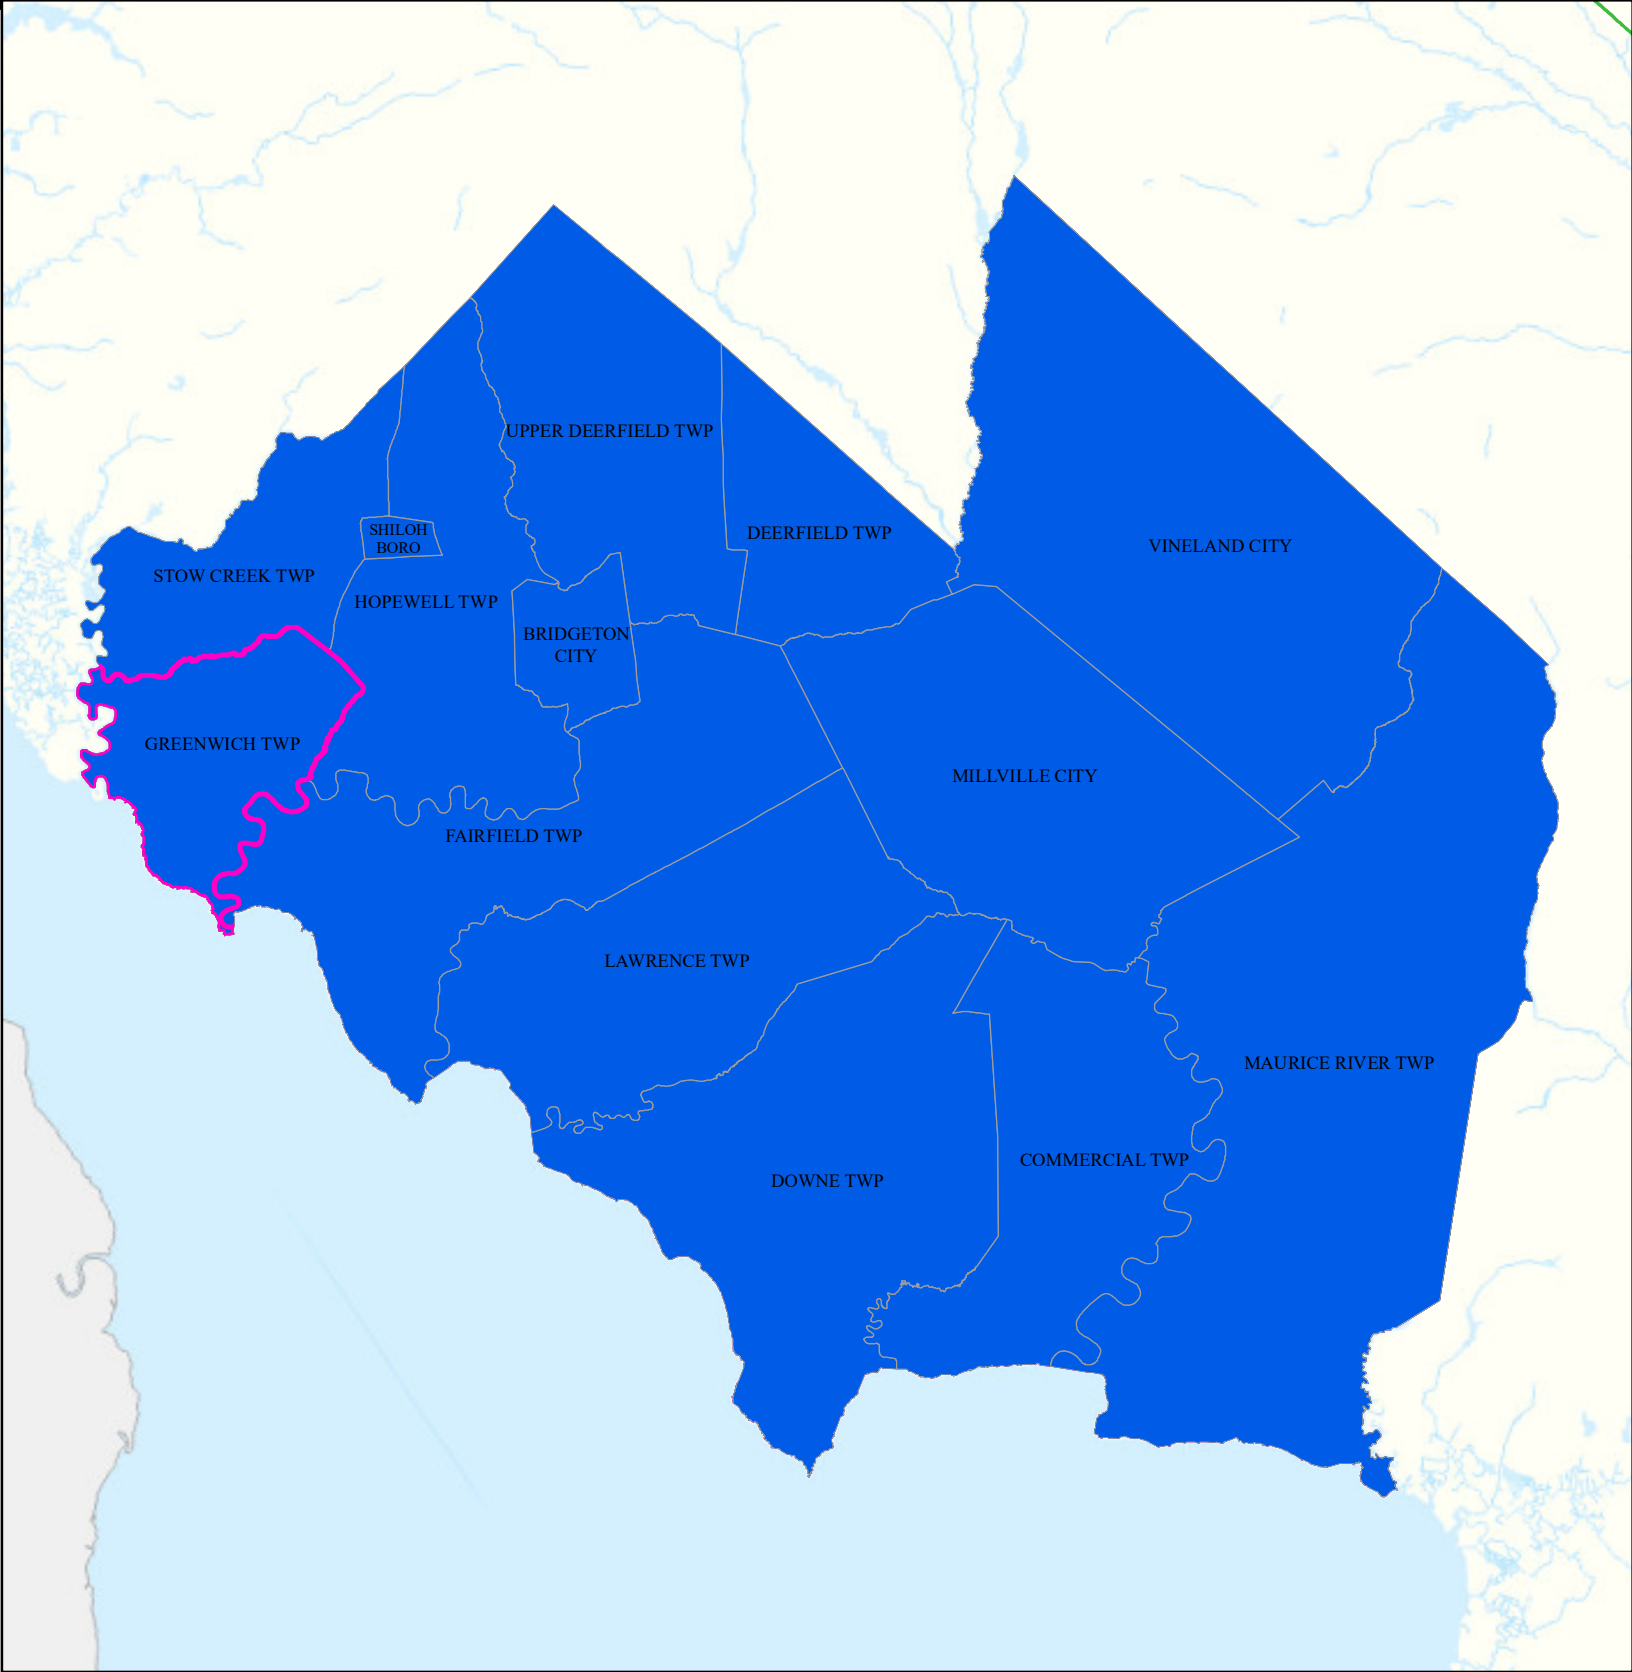 UPPER DEERFIELD TWP
SHILOH
BORO
DEERFIELD TWP
VINELAND CITY
STOW CREEK TWP
HOPEWELL TWP
BRIDGETON
CITY
GREENWICH TWP
MILLVILLE CITY
FAIRFIELD TWP
LAWRENCE TWP
MAURICE RIVER TWP
COMMERCIAL TWP
DOWNE TWP